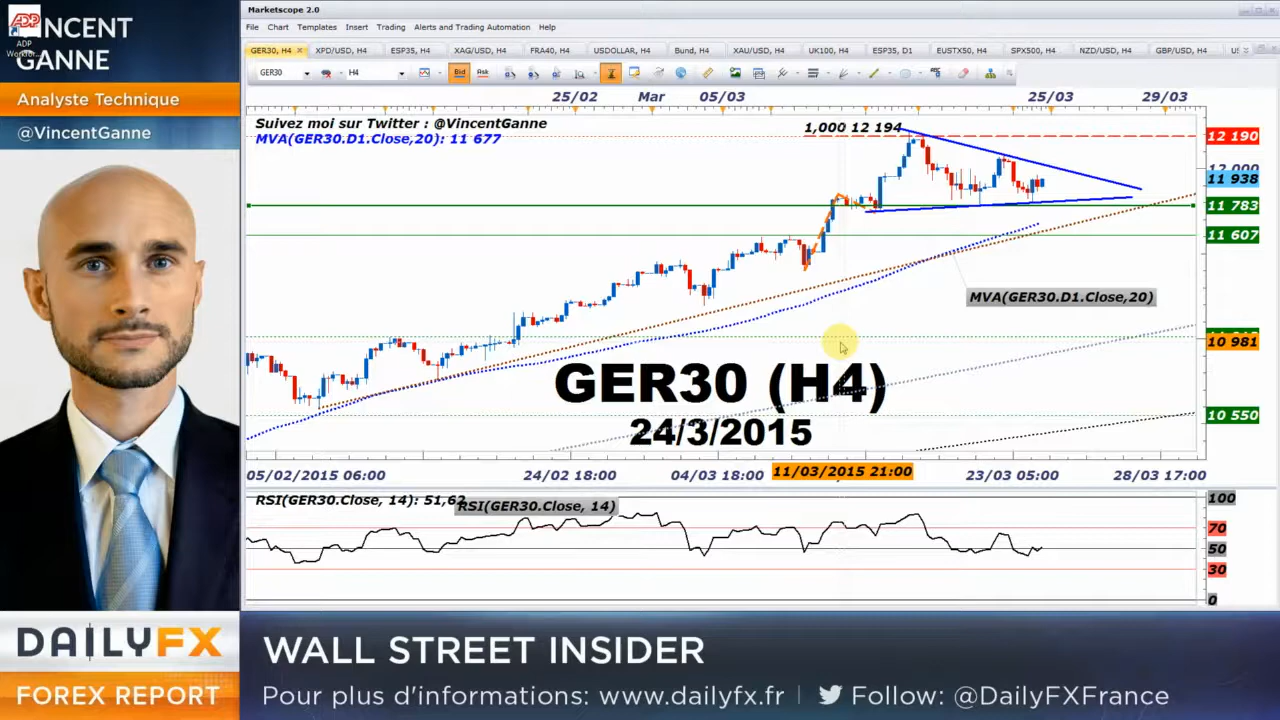 ADP
ADP
VINCENT
GANNE
Analyste Technique
@VincentGanne
Marketscope 2.0
File Chart Templates Insert Trading Alerts and Trading Automation Help
GER30, H4 XPD/USD, H4 ESP35, H4 XAG/USD, H4 FRA40, H4 USDOLLAR, H4 Bund, H4 XAU/USD, H4 UK100, H4 ESP35, D1 EUSTX50, H4 SPX500, H4 NZD/USD, H4 GBP/USD, H4
GER30 H4 Bid Ask
25/02 Mar 05/03 25/03 29/03
Suivez moi sur Twitter : @VincentGanne
MVA(GER30.D1.Close,20): 11 677
1,000 12 194
12 190
12 000
11 938
11 783
11 607
MVA(GER30.D1.Close,20)
10 981
GER30 (H4)
24/3/2015
10 550
05/02/2015 06:00 24/02 18:00 04/03 18:00 11/03/2015 21:00 23/03 05:00 28/03 17:00
RSI(GER30.Close, 14): 51,62
RSI(GER30.Close, 14)
100
70
50
30
0
DAILYFX
FOREX REPORT
WALL STREET INSIDER
Pour plus d'informations: www.dailyfx.fr | Follow: @DailyFXFrance